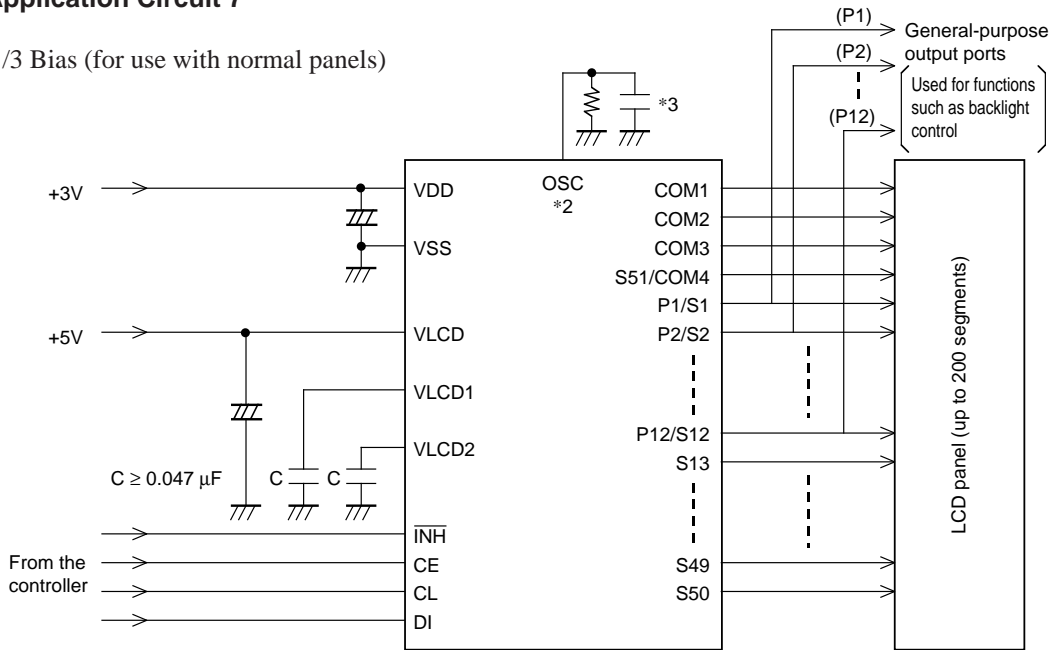 Application Circuit 7
/3 Bias (for use with normal panels)
(P1)
(P2)
(P12)
General-purpose
output ports
Used for functions
such as backlight
control
*3
OSC
*2
+3V
VDD
VSS
+5V
VLCD
VLCD1
VLCD2
C ≥ 0.047 μF
C
C
From the
controller
INH
CE
CL
DI
COM1
COM2
COM3
S51/COM4
P1/S1
P2/S2
P12/S12
S13
S49
S50
LCD panel (up to 200 segments)